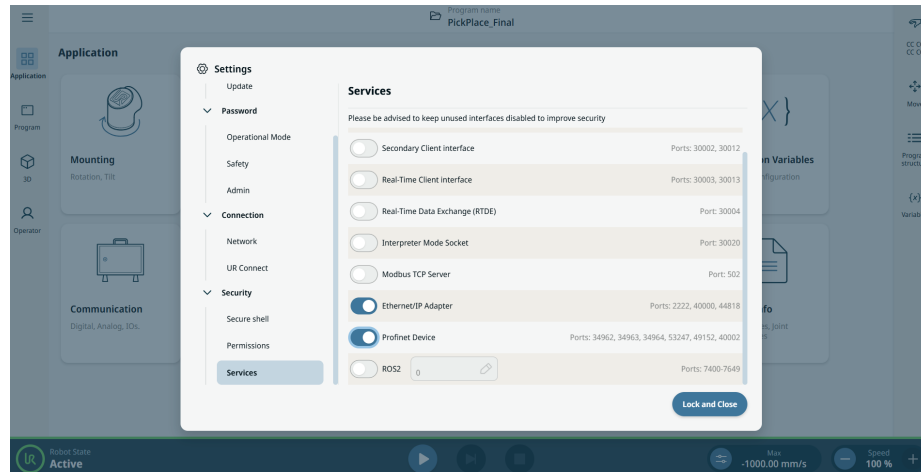 Program name
PickPlace_Final
Application
Application
Program
3D
Operator
Mounting
Rotation, Tilt
Communication
Digital, Analog, IOs.
Settings
Update
Password
Operational Mode
Safety
Admin
Connection
Network
UR Connect
Security
Secure shell
Permissions
Services
Services
Please be advised to keep unused interfaces disabled to improve security
Secondary Client interface Ports: 30002, 30012
Real-Time Client interface Ports: 30003, 30013
Real-Time Data Exchange (RTDE) Port: 30004
Interpreter Mode Socket Port: 30020
Modbus TCP Server Port: 502
Ethernet/IP Adapter Ports: 2222, 40000, 44818
Profinet Device Ports: 34962, 34963, 34964, 53247, 49152, 40002
ROS2 0 Ports: 7400-7649
Lock and Close
X }
Variables
Joint
Move
{x}
UR
Robot State
Active
Max
-1000.00 mm/s
Speed
100 %